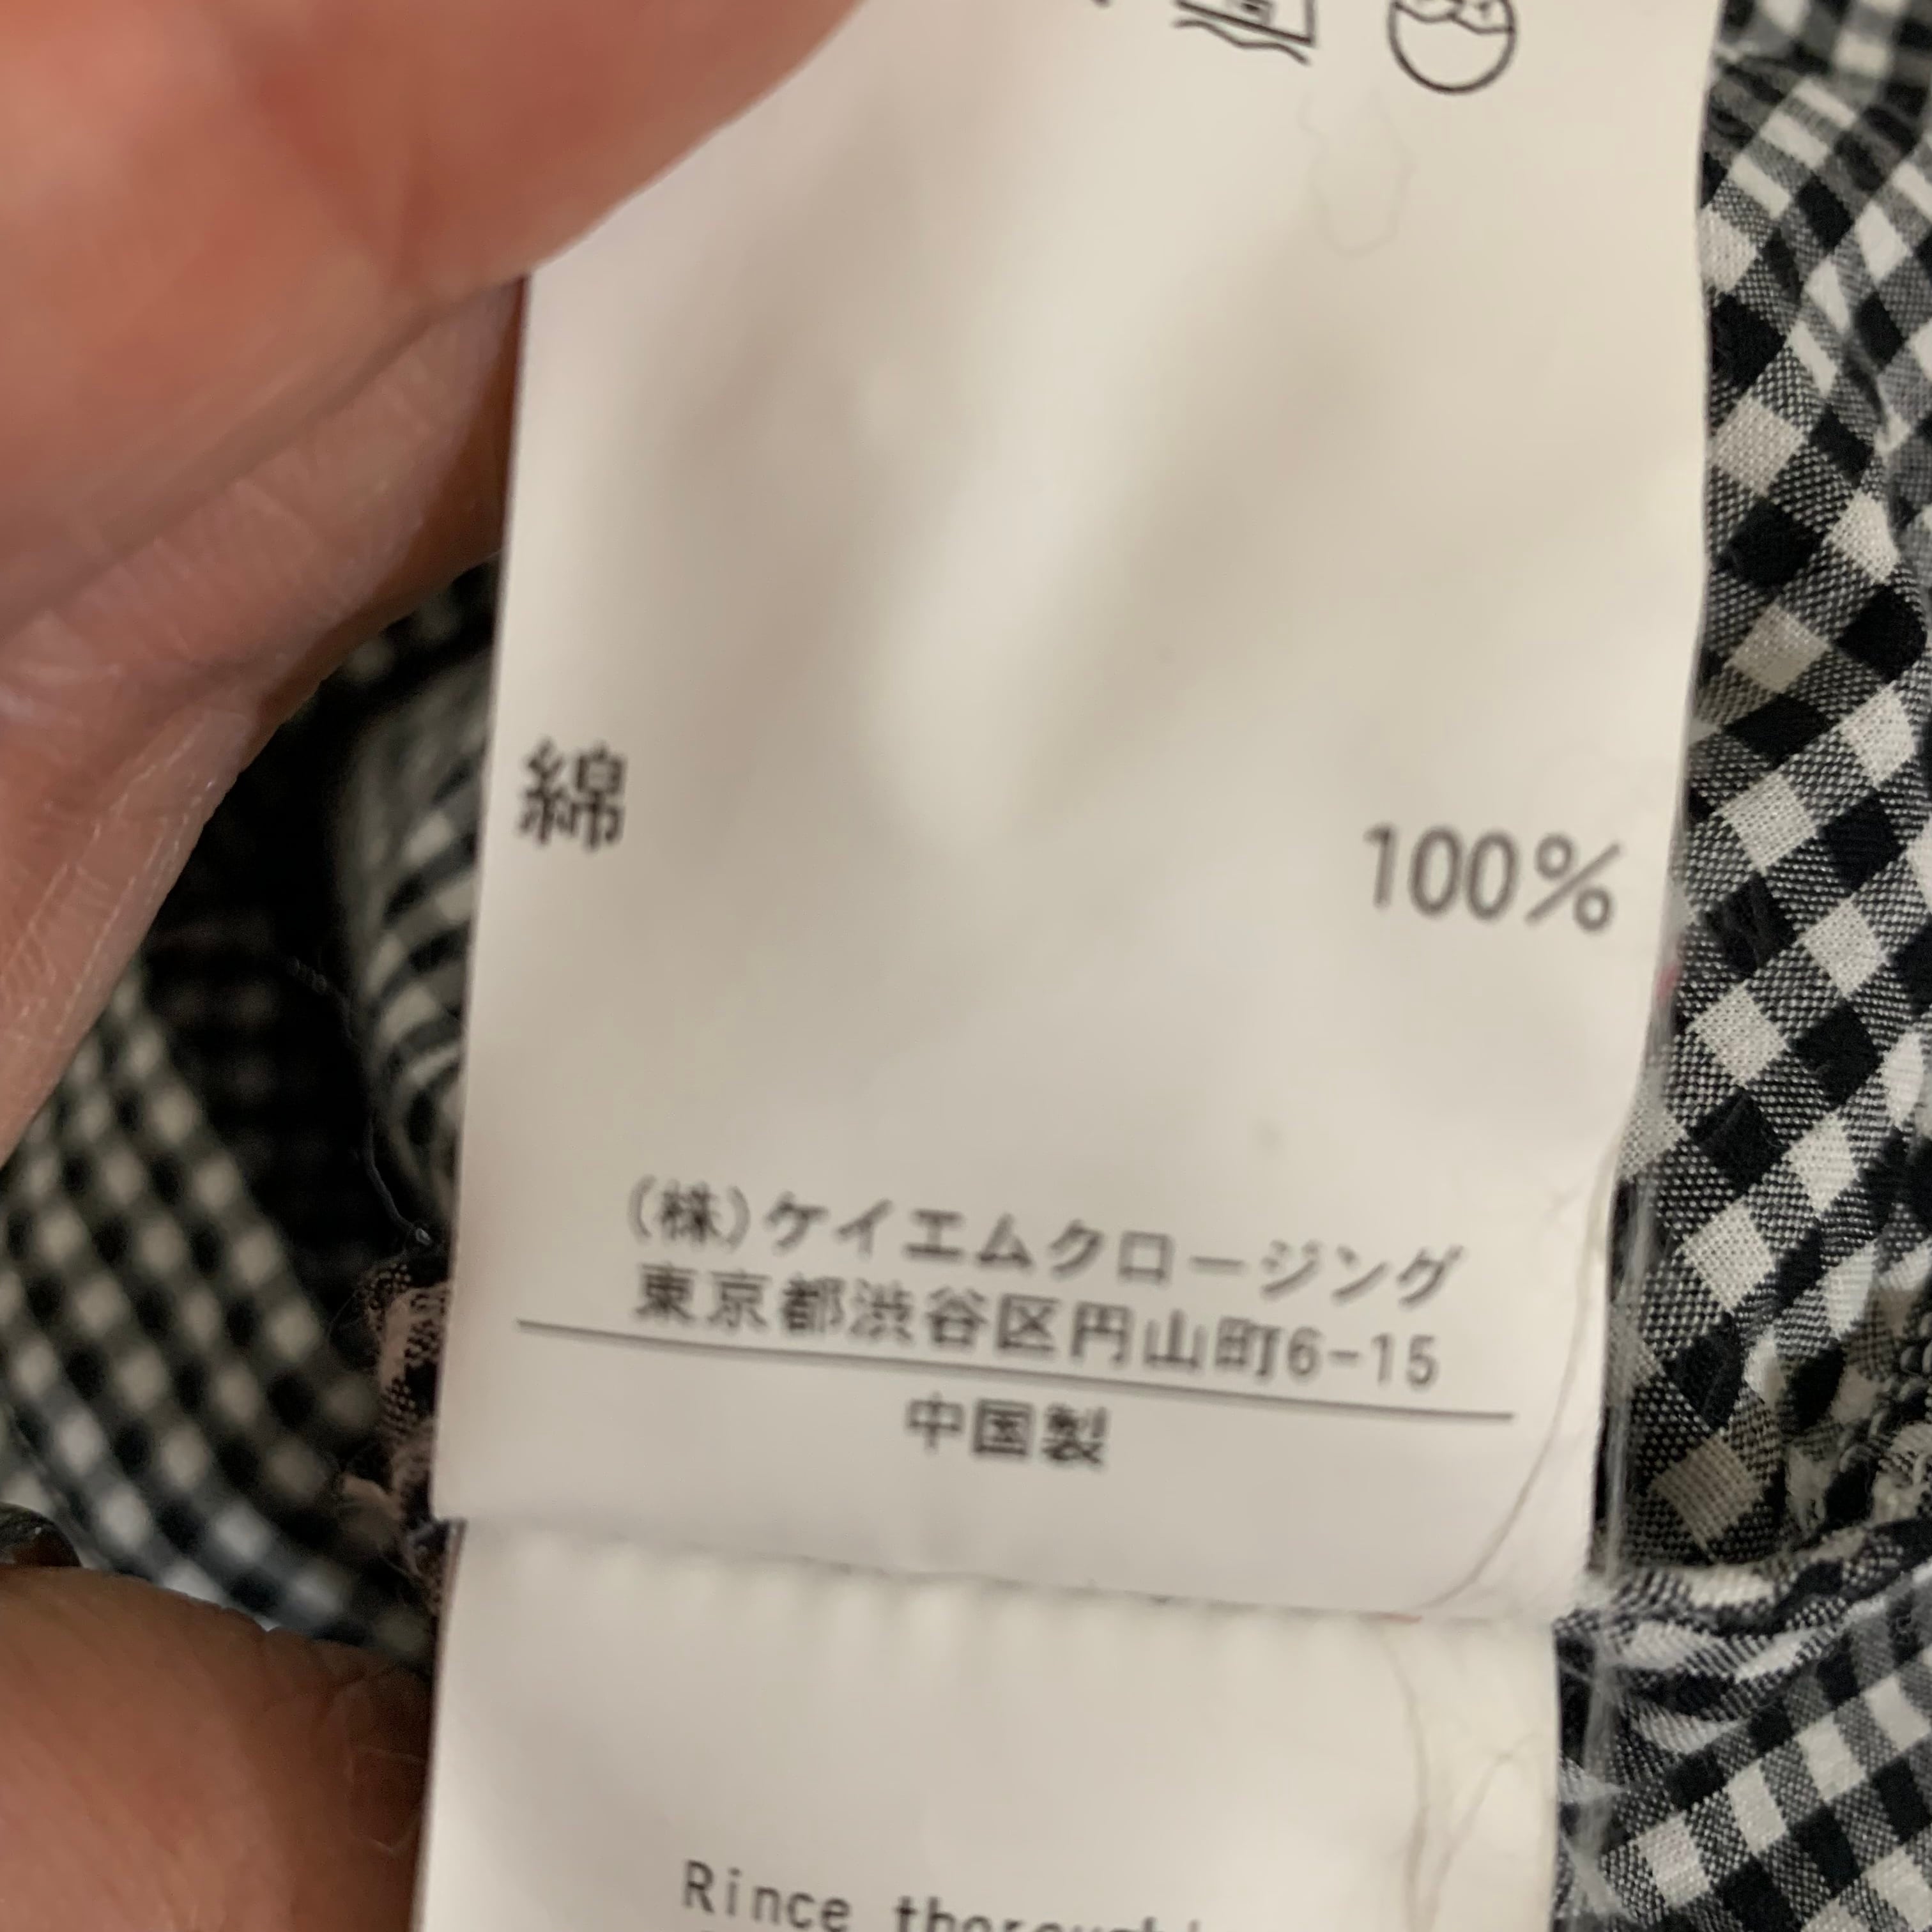 綿 100%
(株)ケイエムクロージング
東京都渋谷区円山町6-15
中国製
Rince